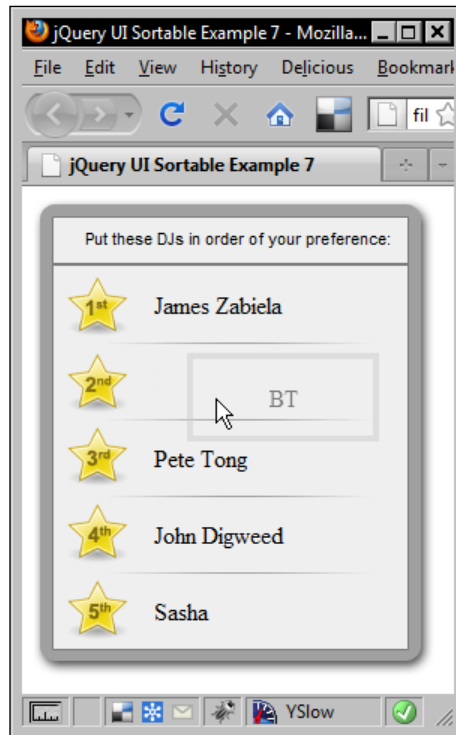 jQuery UI Sortable Example 7 - Mozilla...
File Edit View History Delicious Bookmark
fil
jQuery UI Sortable Example 7
Put these DJs in order of your preference:
1st James Zabiela
2nd BT
3rd Pete Tong
4th John Digweed
5th Sasha
YSlow